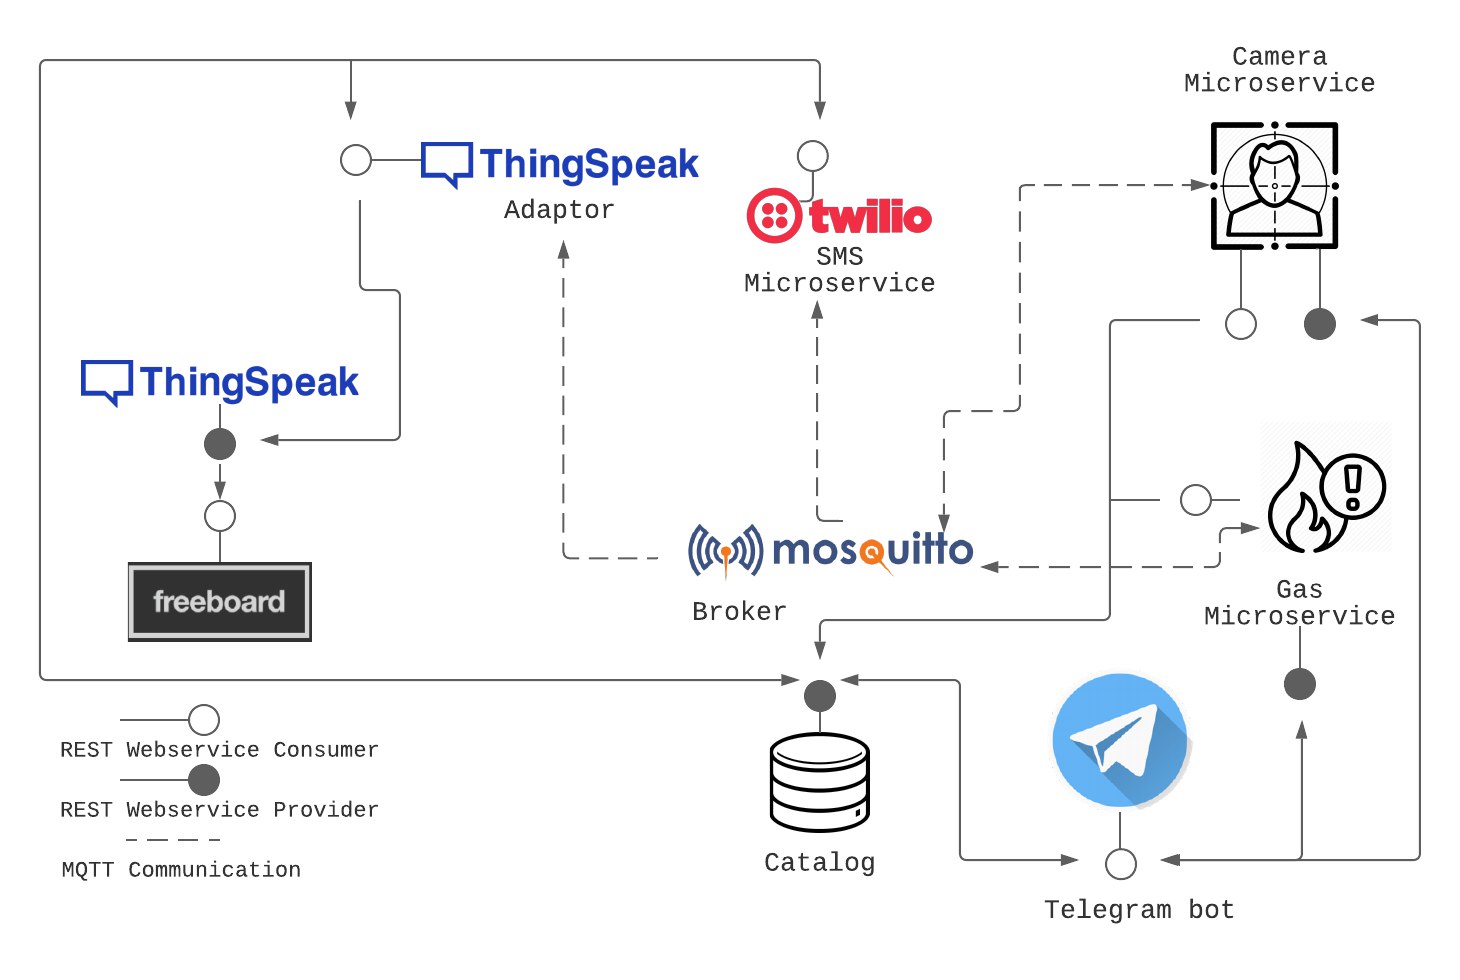 Camera
Microservice
ThingSpeak
Adaptor
twilio
SMS
Microservice
ThingSpeak
freeboard
mosquitto
Broker
Gas
Microservice
REST Webservice Consumer
REST Webservice Provider
MQTT Communication
Catalog
Telegram bot